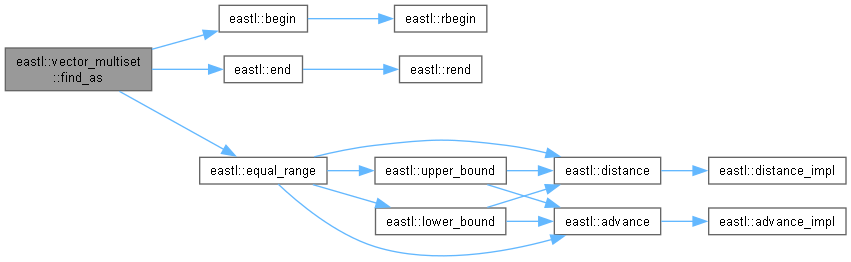 eastl::begin
eastl::rbegin
eastl::vector_multiset
::find_as
eastl::end
eastl::rend
eastl::equal_range
eastl::upper_bound
eastl::distance
eastl::distance_impl
eastl::lower_bound
eastl::advance
eastl::advance_impl